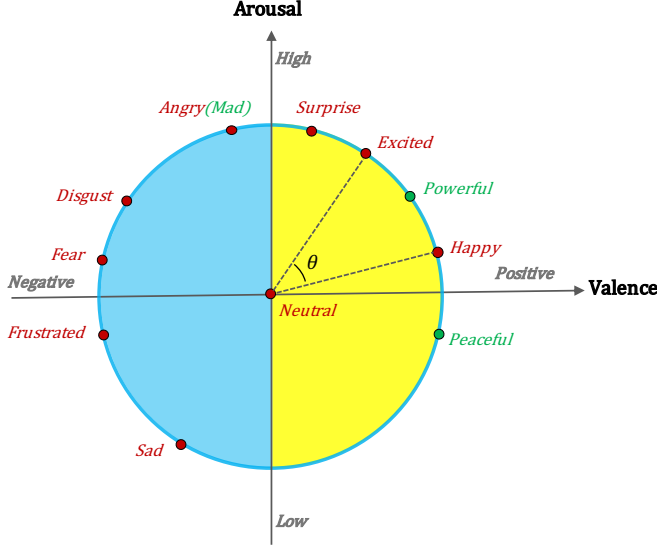 Arousal
High
Angry(Mad)
Surprise
Excited
Disgust
Powerful
Fear
Happy
θ
Negative
Positive
Valence
Neutral
Frustrated
Peaceful
Sad
Low